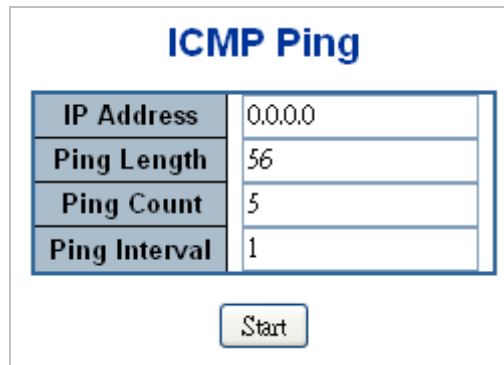 ICMP Ping
IP Address 0.0.0.0
Ping Length 56
Ping Count 5
Ping Interval 1
Start